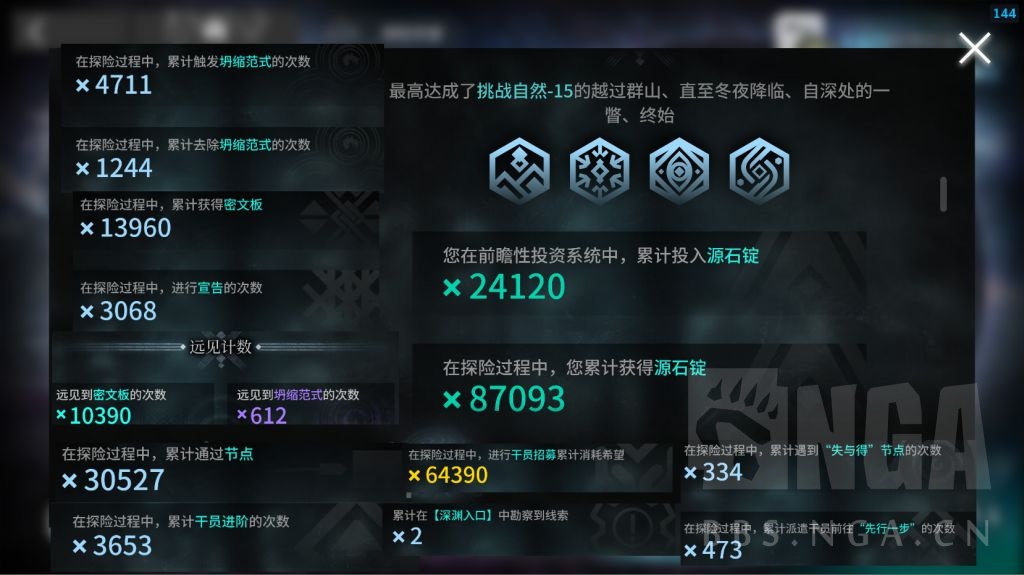 144
在探险过程中，累计触发坍缩范式的次数
×4711
在探险过程中，累计去除坍缩范式的次数
×1244
在探险过程中，累计获得密文板
×13960
在探险过程中，进行宣告的次数
×3068
远见计数
远见到密文板的次数
×10390
远见到坍缩范式的次数
×612
在探险过程中，累计通过节点
×30527
在探险过程中，累计干员进阶的次数
×3653
最高达成了挑战自然-15的越过群山、直至冬夜降临、自深处的一
瞥、终始
您在前瞻性投资系统中，累计投入源石锭
×24120
在探险过程中，您累计获得源石锭
×87093
在探险过程中，进行干员招募累计消耗希望
×64390
累计在【深渊入口】中勘察到线索
×2
在探险过程中，累计遇到“失与得”节点的次数
×334
在探险过程中，累计派遣干员前往“先行一步”的次数
×473
NGA
BBS.NGA.CN